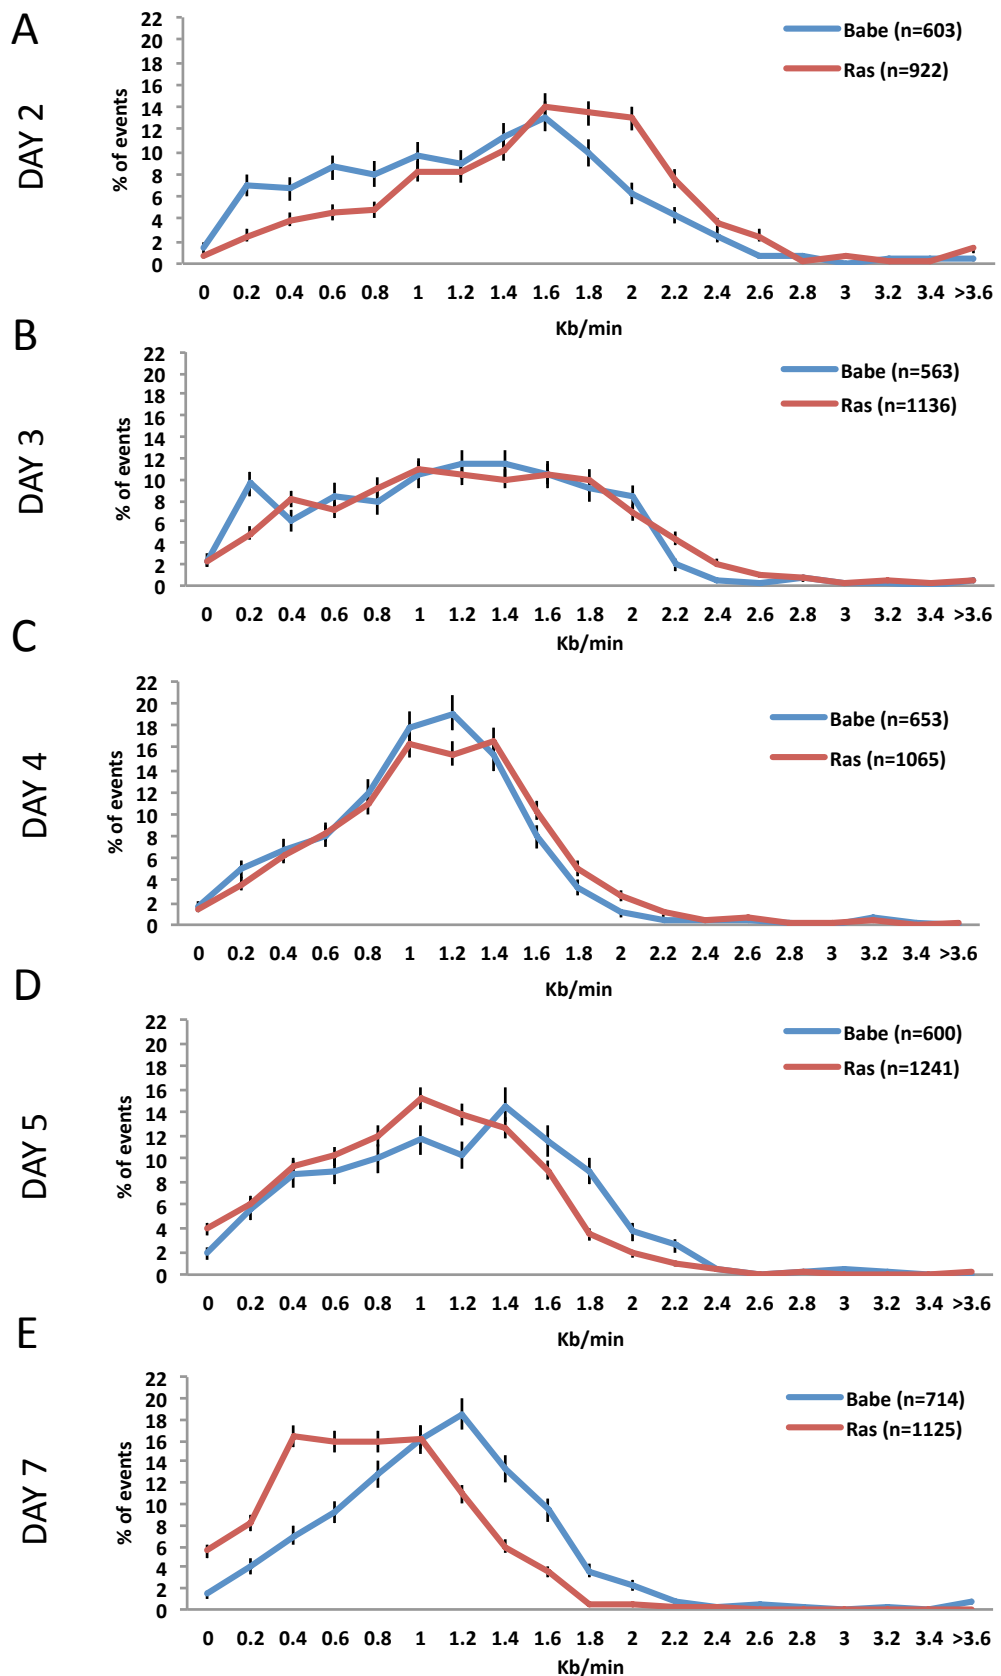 A
DAY 2
% of events
22
20
18
16
14
12
10
8
6
4
2
0
Babe (n=603)
Ras (n=922)
0 0.2 0.4 0.6 0.8 1 1.2 1.4 1.6 1.8 2 2.2 2.4 2.6 2.8 3 3.2 3.4 >3.6
Kb/min
B
DAY 3
% of events
22
20
18
16
14
12
10
8
6
4
2
0
Babe (n=563)
Ras (n=1136)
0 0.2 0.4 0.6 0.8 1 1.2 1.4 1.6 1.8 2 2.2 2.4 2.6 2.8 3 3.2 3.4 >3.6
Kb/min
C
DAY 4
% of events
22
20
18
16
14
12
10
8
6
4
2
0
Babe (n=653)
Ras (n=1065)
0 0.2 0.4 0.6 0.8 1 1.2 1.4 1.6 1.8 2 2.2 2.4 2.6 2.8 3 3.2 3.4 >3.6
Kb/min
D
DAY 5
% of events
22
20
18
16
14
12
10
8
6
4
2
0
Babe (n=600)
Ras (n=1241)
0 0.2 0.4 0.6 0.8 1 1.2 1.4 1.6 1.8 2 2.2 2.4 2.6 2.8 3 3.2 3.4 >3.6
Kb/min
E
DAY 7
% of events
22
20
18
16
14
12
10
8
6
4
2
0
Babe (n=714)
Ras (n=1125)
0 0.2 0.4 0.6 0.8 1 1.2 1.4 1.6 1.8 2 2.2 2.4 2.6 2.8 3 3.2 3.4 >3.6
Kb/min